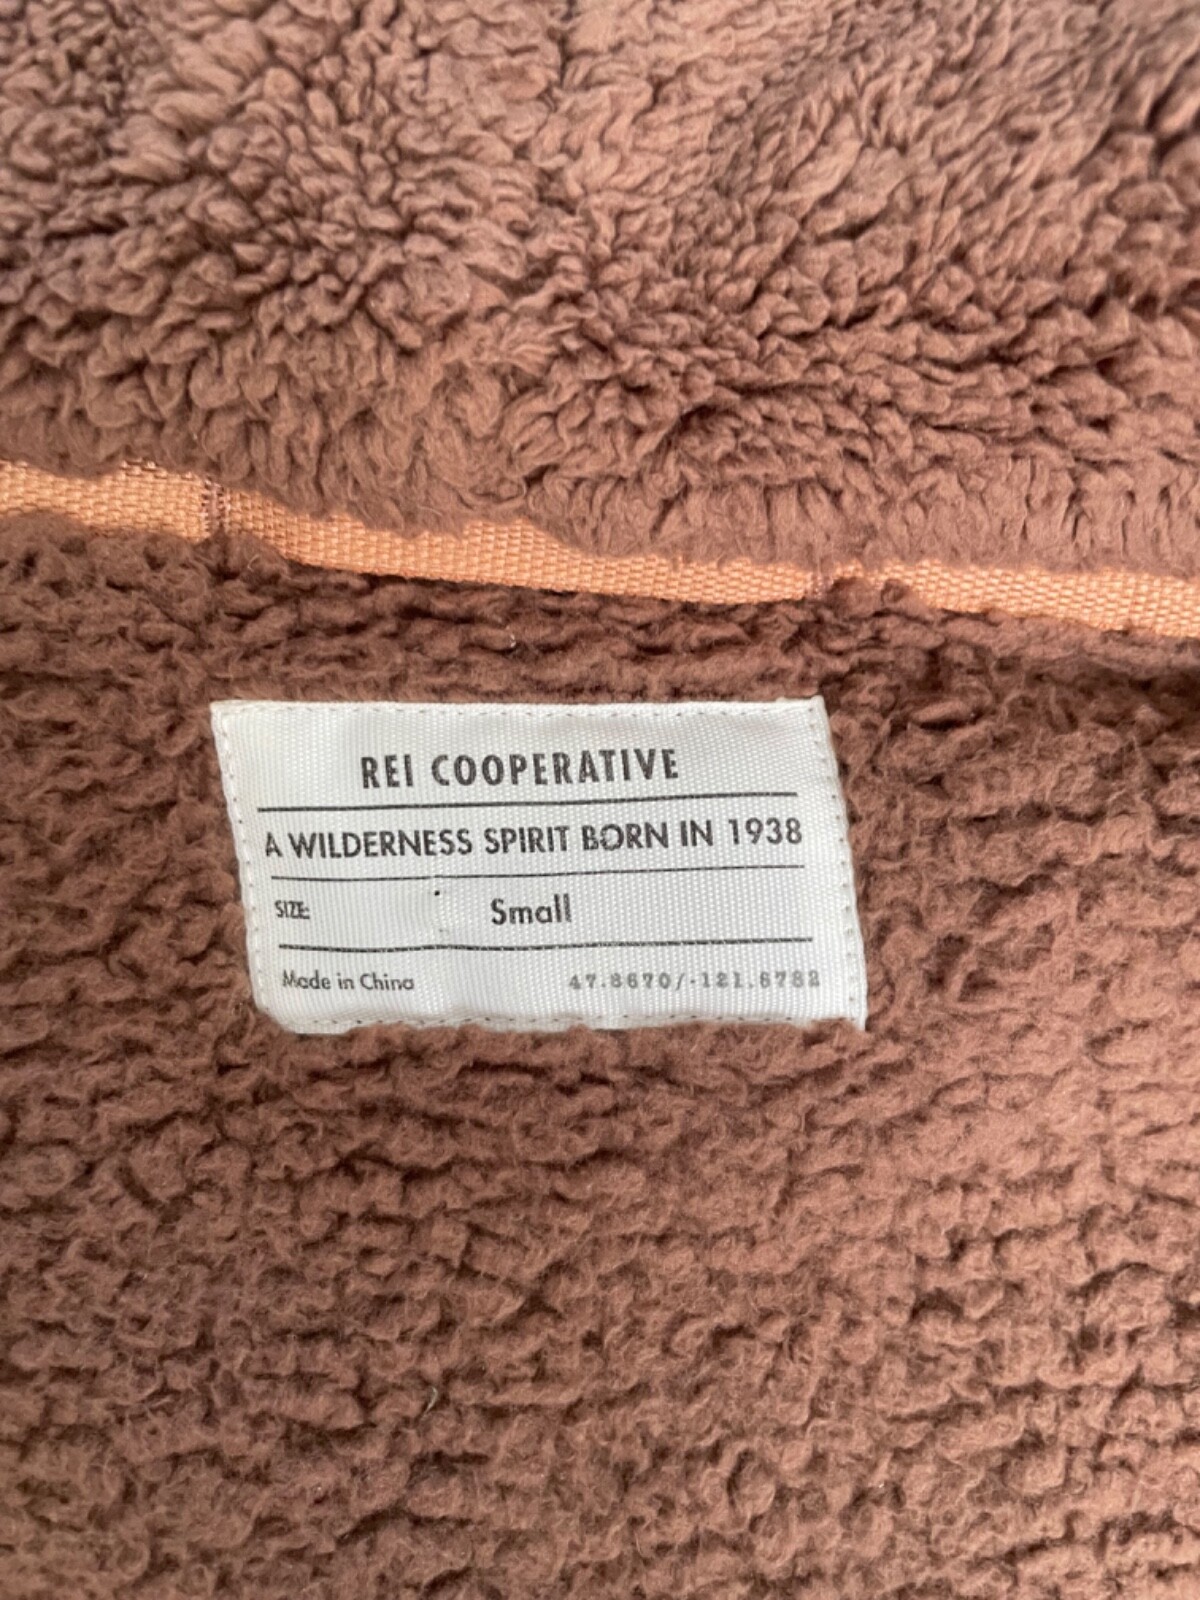 REI COOPERATIVE
A WILDERNESS SPIRIT BORN IN 1938
SIZE: Small
Made in China 47.8670/-121.6782